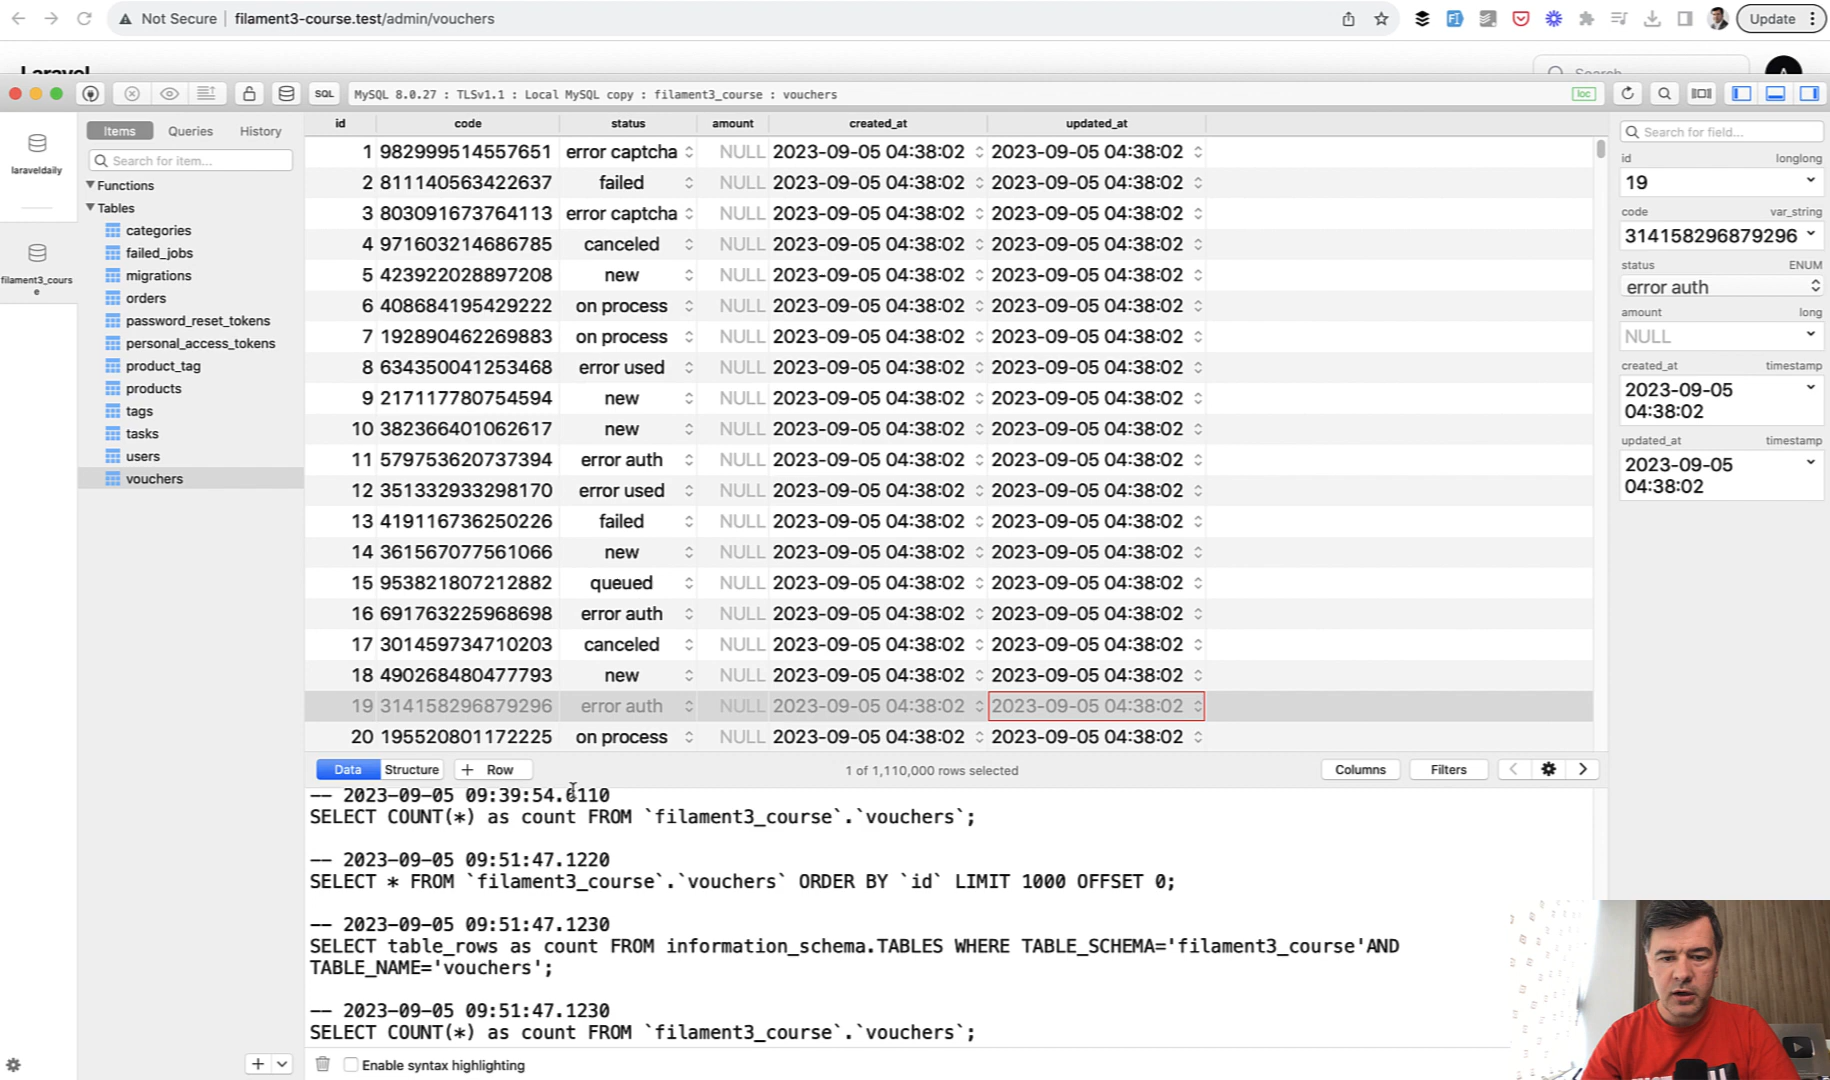 Not Secure | filament3-course.test/admin/vouchers
Update
Laravel
Search
SQL
MySQL 8.0.27 : TLSv1.1 : Local MySQL copy : filament3_course : vouchers
loc
laraveldaily
filament3_cours
e
Items Queries History
Search for item...
Functions
Tables
categories
failed_jobs
migrations
orders
password_reset_tokens
personal_access_tokens
product_tag
products
tags
tasks
users
vouchers
id code status amount created_at updated_at
1 982999514557651 error captcha NULL 2023-09-05 04:38:02 2023-09-05 04:38:02
2 811140563422637 failed NULL 2023-09-05 04:38:02 2023-09-05 04:38:02
3 803091673764113 error captcha NULL 2023-09-05 04:38:02 2023-09-05 04:38:02
4 971603214686785 canceled NULL 2023-09-05 04:38:02 2023-09-05 04:38:02
5 423922028897208 new NULL 2023-09-05 04:38:02 2023-09-05 04:38:02
6 408684195429222 on process NULL 2023-09-05 04:38:02 2023-09-05 04:38:02
7 192890462269883 on process NULL 2023-09-05 04:38:02 2023-09-05 04:38:02
8 634350041253468 error used NULL 2023-09-05 04:38:02 2023-09-05 04:38:02
9 217117780754594 new NULL 2023-09-05 04:38:02 2023-09-05 04:38:02
10 382366401062617 new NULL 2023-09-05 04:38:02 2023-09-05 04:38:02
11 579753620737394 error auth NULL 2023-09-05 04:38:02 2023-09-05 04:38:02
12 351332933298170 error used NULL 2023-09-05 04:38:02 2023-09-05 04:38:02
13 419116736250226 failed NULL 2023-09-05 04:38:02 2023-09-05 04:38:02
14 361567077561066 new NULL 2023-09-05 04:38:02 2023-09-05 04:38:02
15 953821807212882 queued NULL 2023-09-05 04:38:02 2023-09-05 04:38:02
16 691763225968698 error auth NULL 2023-09-05 04:38:02 2023-09-05 04:38:02
17 301459734710203 canceled NULL 2023-09-05 04:38:02 2023-09-05 04:38:02
18 490268480477793 new NULL 2023-09-05 04:38:02 2023-09-05 04:38:02
19 314158296879296 error auth NULL 2023-09-05 04:38:02 2023-09-05 04:38:02
20 195520801172225 on process NULL 2023-09-05 04:38:02 2023-09-05 04:38:02
Data Structure + Row 1 of 1,110,000 rows selected Columns Filters
-- 2023-09-05 09:39:54.6110
SELECT COUNT(*) as count FROM `filament3_course`.`vouchers`;
-- 2023-09-05 09:51:47.1220
SELECT * FROM `filament3_course`.`vouchers` ORDER BY `id` LIMIT 1000 OFFSET 0;
-- 2023-09-05 09:51:47.1230
SELECT table_rows as count FROM information_schema.TABLES WHERE TABLE_SCHEMA='filament3_course'AND
TABLE_NAME='vouchers';
-- 2023-09-05 09:51:47.1230
SELECT COUNT(*) as count FROM `filament3_course`.`vouchers`;
Enable syntax highlighting
Search for field...
id longlong
19
code var_string
314158296879296
status ENUM
error auth
amount long
NULL
created_at timestamp
2023-09-05
04:38:02
updated_at timestamp
2023-09-05
04:38:02